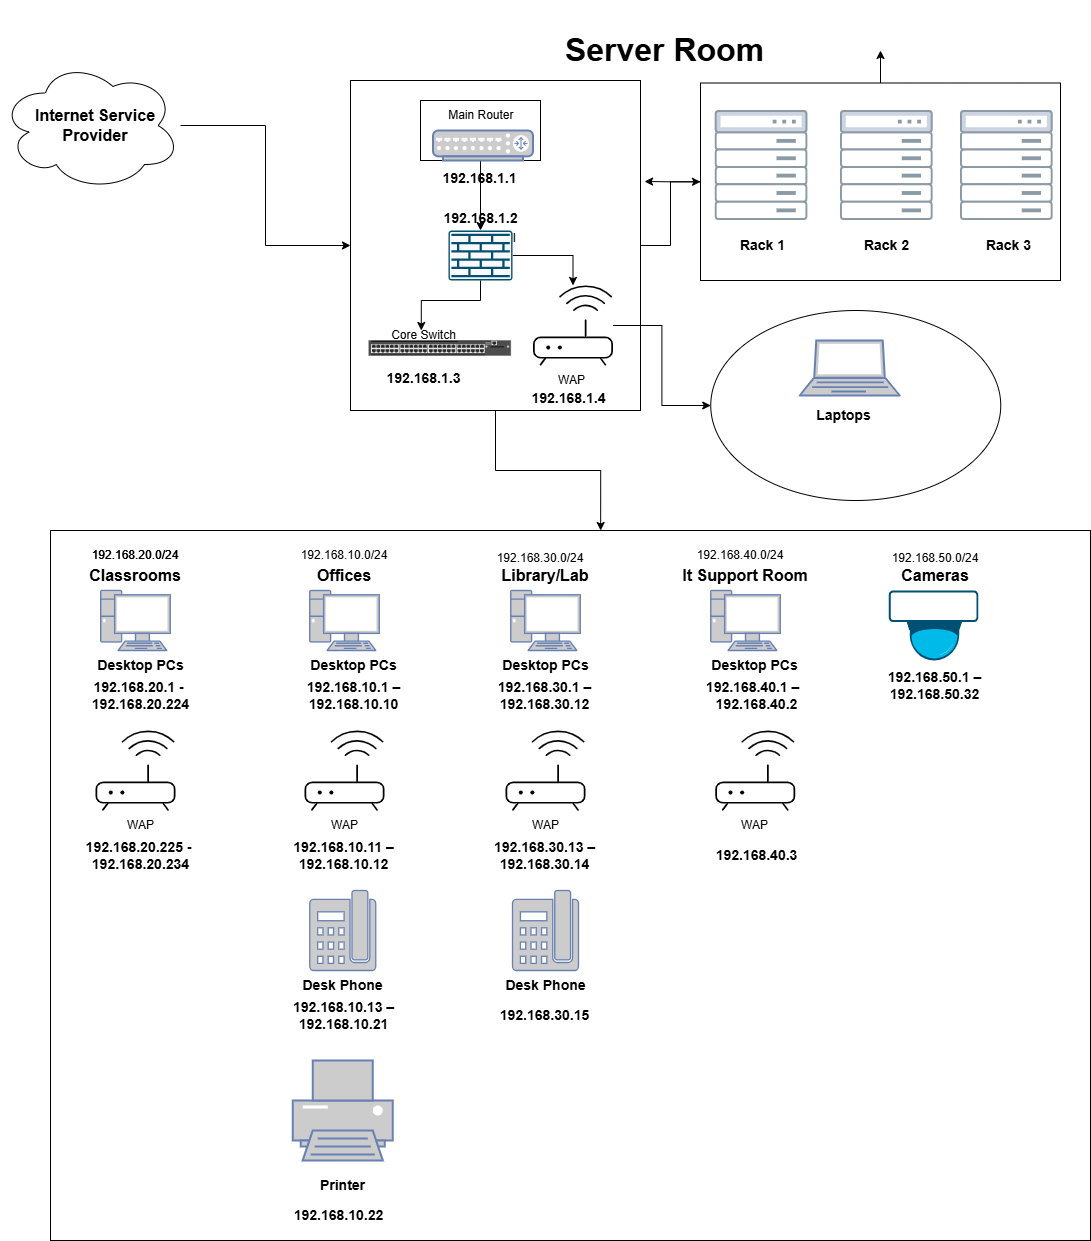 Server Room
Internet Service
Provider
Main Router
192.168.1.1
192.168.1.2
Core Switch
192.168.1.3
WAP
192.168.1.4
Rack 1
Rack 2
Rack 3
Laptops
192.168.20.0/24
Classrooms
Desktop PCs
192.168.20.1 -
192.168.20.224
WAP
192.168.20.225 -
192.168.20.234
192.168.10.0/24
Offices
Desktop PCs
192.168.10.1 –
192.168.10.10
WAP
192.168.10.11 –
192.168.10.12
Desk Phone
192.168.10.13 –
192.168.10.21
Printer
192.168.10.22
192.168.30.0/24
Library/Lab
Desktop PCs
192.168.30.1 –
192.168.30.12
WAP
192.168.30.13 –
192.168.30.14
Desk Phone
192.168.30.15
192.168.40.0/24
It Support Room
Desktop PCs
192.168.40.1 –
192.168.40.2
WAP
192.168.40.3
192.168.50.0/24
Cameras
192.168.50.1 –
192.168.50.32